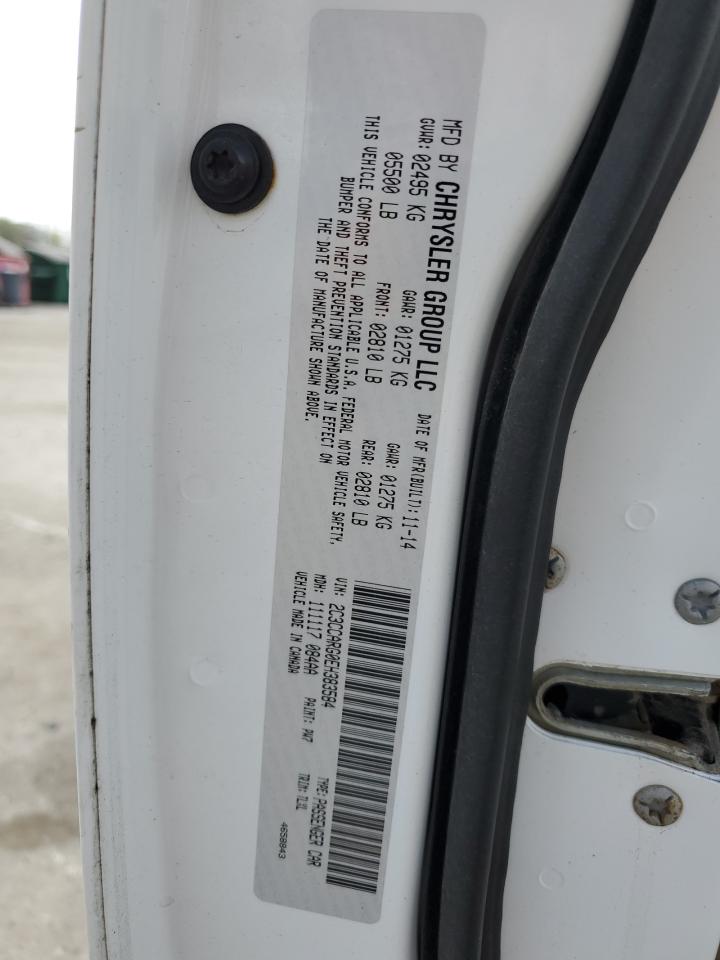 MFD BY CHRYSLER GROUP LLC DATE OF MFR(BUILT): 11-14
GVWR: 02495 KG GAWR: 01275 KG GAWR: 01275 KG
05500 LB FRONT: 02810 LB REAR: 02810 LB
THIS VEHICLE CONFORMS TO ALL APPLICABLE U.S.A. FEDERAL MOTOR VEHICLE SAFETY,
BUMPER AND THEFT PREVENTION STANDARDS IN EFFECT ON
THE DATE OF MANUFACTURE SHOWN ABOVE.
VIN: 2C3CCARG0EH383584 TYPE: PASSENGER CAR
MDH: 111117 084AA PAINT: PW7 TRIM: TLXL
VEHICLE MADE IN CANADA 4658843